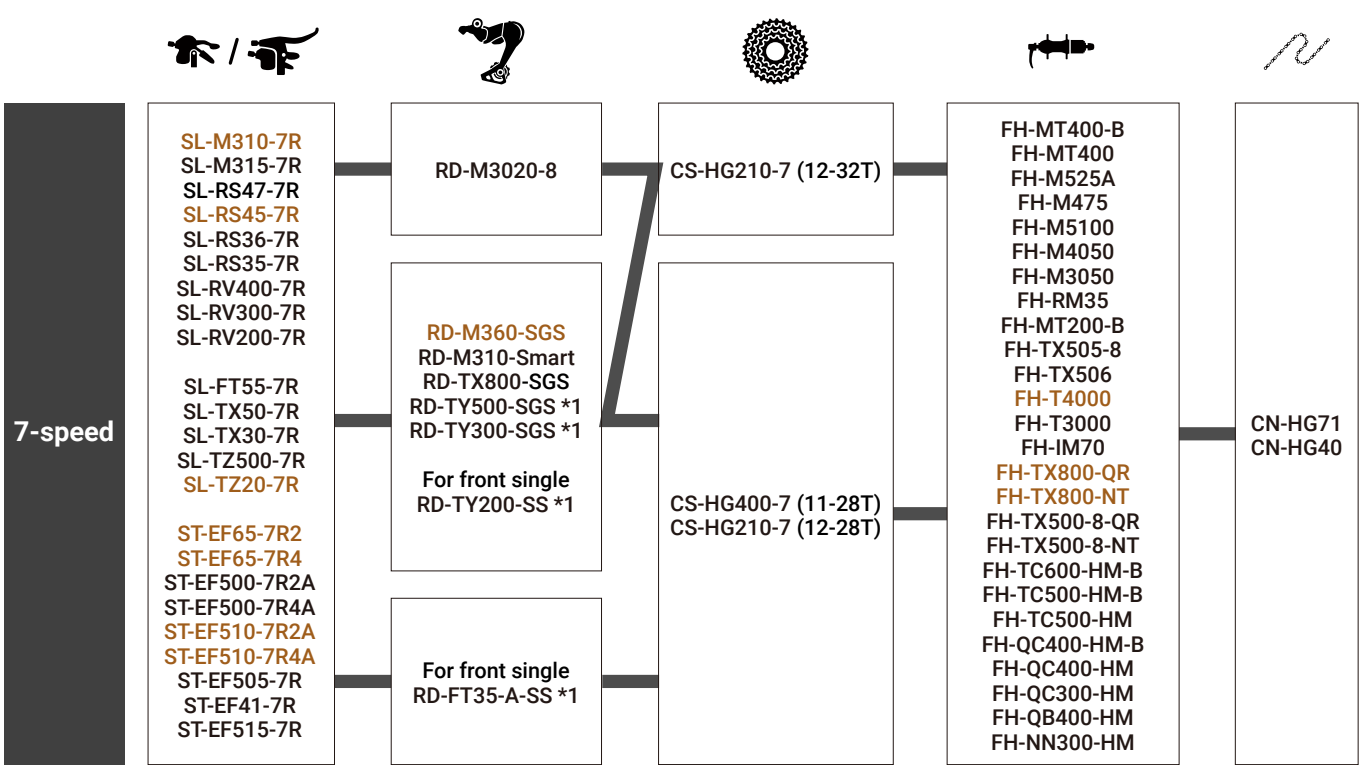 7-speed
SL-M310-7R
SL-M315-7R
SL-RS47-7R
SL-RS45-7R
SL-RS36-7R
SL-RS35-7R
SL-RV400-7R
SL-RV300-7R
SL-RV200-7R
SL-FT55-7R
SL-TX50-7R
SL-TX30-7R
SL-TZ500-7R
SL-TZ20-7R
ST-EF65-7R2
ST-EF65-7R4
ST-EF500-7R2A
ST-EF500-7R4A
ST-EF510-7R2A
ST-EF510-7R4A
ST-EF505-7R
ST-EF41-7R
ST-EF515-7R
RD-M3020-8
RD-M360-SGS
RD-M310-Smart
RD-TX800-SGS
RD-TY500-SGS *1
RD-TY300-SGS *1
For front single
RD-TY200-SS *1
For front single
RD-FT35-A-SS *1
CS-HG210-7 (12-32T)
CS-HG400-7 (11-28T)
CS-HG210-7 (12-28T)
FH-MT400-B
FH-MT400
FH-M525A
FH-M475
FH-M5100
FH-M4050
FH-M3050
FH-RM35
FH-MT200-B
FH-TX505-8
FH-TX506
FH-T4000
FH-T3000
FH-IM70
FH-TX800-QR
FH-TX800-NT
FH-TX500-8-QR
FH-TX500-8-NT
FH-TC600-HM-B
FH-TC500-HM-B
FH-TC500-HM
FH-QC400-HM-B
FH-QC400-HM
FH-QC300-HM
FH-QB400-HM
FH-NN300-HM
CN-HG71
CN-HG40